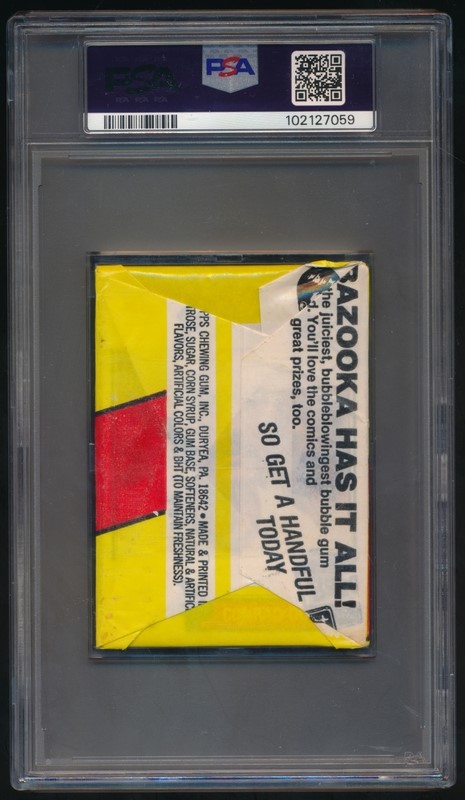 PSA
PSA
102127059
BAZOOKA HAS IT ALL!
the juiciest, bubbleblowingest bubble gum
d. You'll love the comics and
great prizes, too.
SO GET A HANDFUL
TODAY
PPS CHEWING GUM, INC., DURYEA, PA. 18642 • MADE & PRINTED I
ROSE, SUGAR, CORN SYRUP, GUM BASE, SOFTENERS, NATURAL & ARTIFIC
FLAVORS, ARTIFICIAL COLORS & BHT (TO MAINTAIN FRESHNESS).